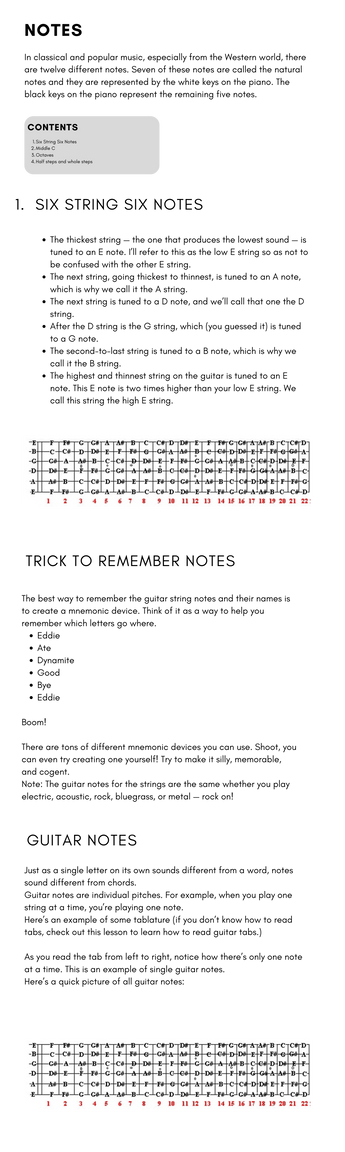 NOTES
In classical and popular music, especially from the Western world, there
are twelve different notes. Seven of these notes are called the natural
notes and they are represented by the white keys on the piano. The
black keys on the piano represent the remaining five notes.
CONTENTS
1.Six String Six Notes
2.Middle C
3.Octaves
4.Half steps and whole steps
1. SIX STRING SIX NOTES
• The thickest string — the one that produces the lowest sound — is
tuned to an E note. I'll refer to this as the low E string so as not to
be confused with the other E string.
• The next string, going thickest to thinnest, is tuned to an A note,
which is why we call it the A string.
• The next string is tuned to a D note, and we'll call that one the D
string.
• After the D string is the G string, which (you guessed it) is tuned
to a G note.
• The second-to-last string is tuned to a B note, which is why we
call it the B string.
• The highest and thinnest string on the guitar is tuned to an E
note. This E note is two times higher than your low E string. We
call this string the high E string.
1 2 3 4 5 6 7 8 9 10 11 12 13 14 15 16 17 18 19 20 21 22
TRICK TO REMEMBER NOTES
The best way to remember the guitar string notes and their names is
to create a mnemonic device. Think of it as a way to help you
remember which letters go where.
• Eddie
• Ate
• Dynamite
• Good
• Bye
• Eddie
Boom!
There are tons of different mnemonic devices you can use. Shoot, you
can even try creating one yourself! Try to make it silly, memorable,
and cogent.
Note: The guitar notes for the strings are the same whether you play
electric, acoustic, rock, bluegrass, or metal — rock on!
GUITAR NOTES
Just as a single letter on its own sounds different from a word, notes
sound different from chords.
Guitar notes are individual pitches. For example, when you play one
string at a time, you're playing one note.
Here's an example of some tablature (if you don't know how to read
tabs, check out this lesson to learn how to read guitar tabs.)
As you read the tab from left to right, notice how there's only one note
at a time. This is an example of single guitar notes.
Here's a quick picture of all guitar notes:
1 2 3 4 5 6 7 8 9 10 11 12 13 14 15 16 17 18 19 20 21 22